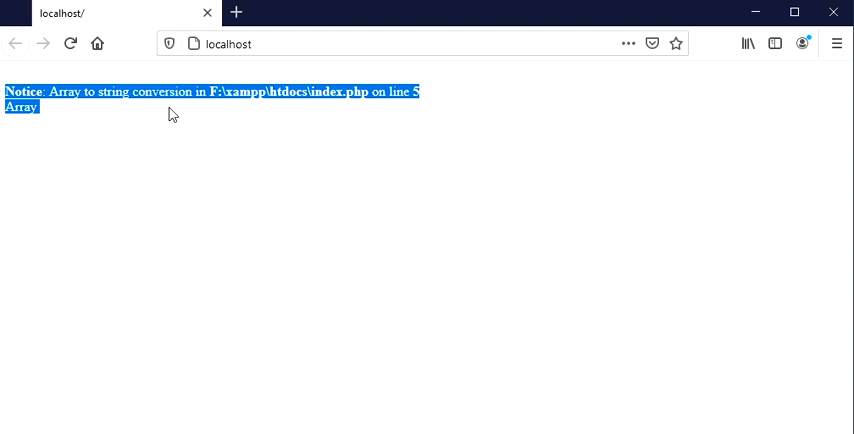 localhost/
localhost
Notice: Array to string conversion in F:\xampp\htdocs\index.php on line 5
Array